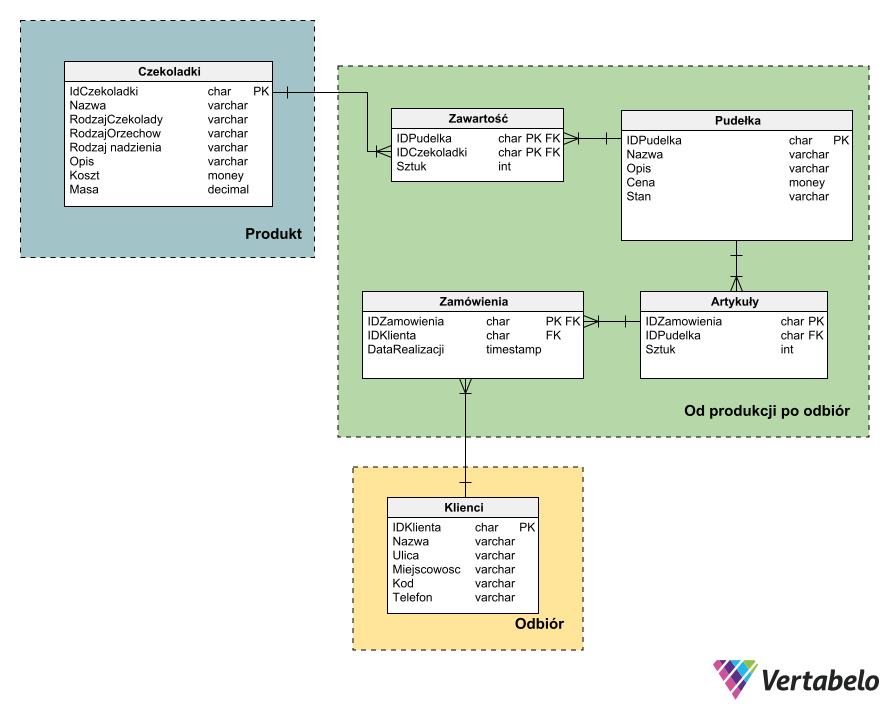 Czekoladki
IdCzekoladki char PK
Nazwa varchar
RodzajCzekolady varchar
RodzajOrzechow varchar
Rodzaj nadzienia varchar
Opis varchar
Koszt money
Masa decimal
Produkt
Zawartość
IDPudelka char PK FK
IDCzekoladki char PK FK
Sztuk int
Pudełka
IDPudelka char PK
Nazwa varchar
Opis varchar
Cena money
Stan varchar
Zamówienia
IDZamowienia char PK FK
IDKlienta char FK
DataRealizacji timestamp
Artykuły
IDZamowienia char PK
IDPudelka char FK
Sztuk int
Od produkcji po odbiór
Klienci
IDKlienta char PK
Nazwa varchar
Ulica varchar
Miejscowosc varchar
Kod varchar
Telefon varchar
Odbiór
Vertabelo